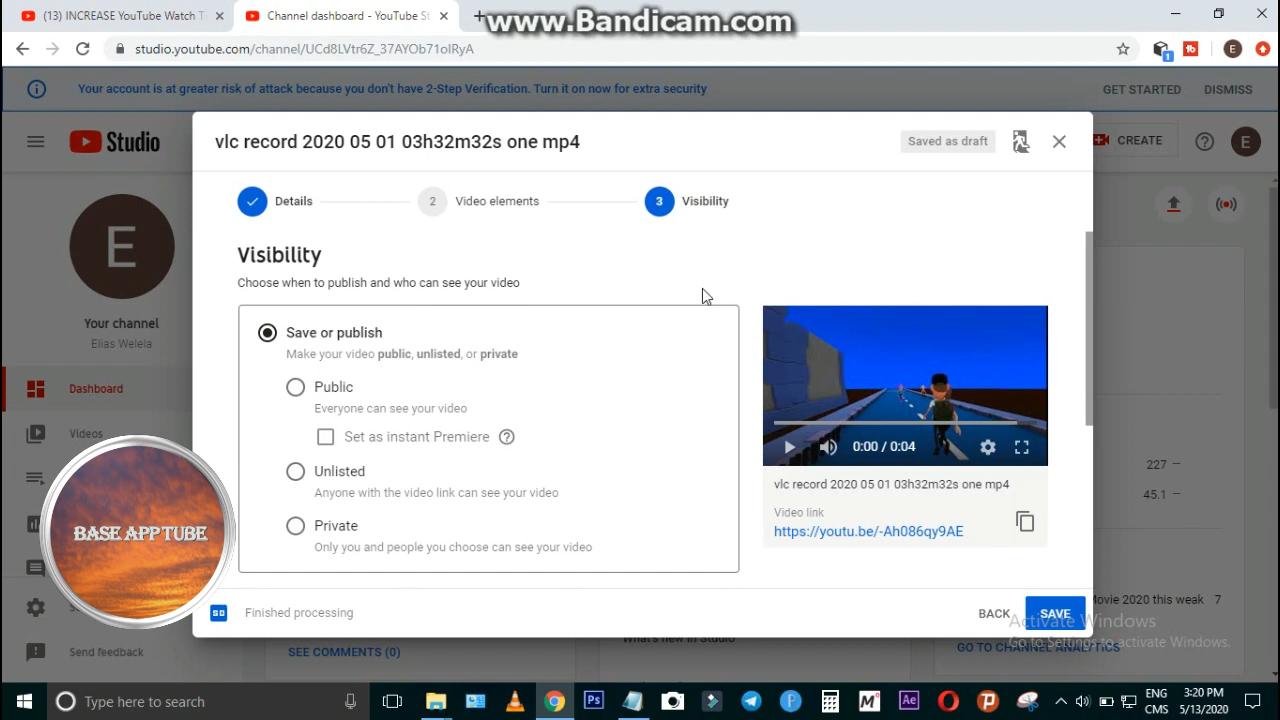 (13) INCREASE YouTube Watch T
Channel dashboard - YouTube St
www.Bandicam.com
studio.youtube.com/channel/UCd8LVtr6Z_37AYOb71oIRyA
1
E
Your account is at greater risk of attack because you don't have 2-Step Verification. Turn it on now for extra security
GET STARTED
DISMISS
Studio
CREATE
E
vlc record 2020 05 01 03h32m32s one mp4
Saved as draft
Details
2
Video elements
3
Visibility
E
Your channel
Elias Welela
Dashboard
Videos
BASE APP TUBE
Send feedback
Visibility
Choose when to publish and who can see your video
Save or publish
Make your video public, unlisted, or private
Public
Everyone can see your video
Set as instant Premiere
Unlisted
Anyone with the video link can see your video
Private
Only you and people you choose can see your video
0:00 / 0:04
vlc record 2020 05 01 03h32m32s one mp4
Video link
https://youtu.be/-Ah086qy9AE
227
45.1
SD
Finished processing
BACK
SAVE
Movie 2020 this week 7
Activate Windows
Go to Settings to activate Windows.
What's new in Studio
SEE COMMENTS (0)
GO TO CHANNEL ANALYTICS
Type here to search
Ps
Ae
ENG
CMS
3:20 PM
5/13/2020